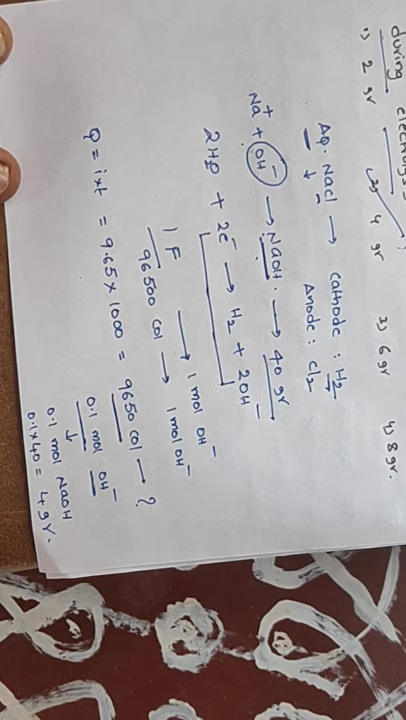 during electrolysis ?
1) 2 gr 2) 4 gr 3) 6 gr 4) 8 gr.
Aq. NaCl → Cathode : H₂
Anode : Cl₂
Na⁺ + OH⁻ → NaOH. → 40 gr
2H₂O + 2e⁻ → H₂ + 2OH⁻
1 F → 1 mol OH⁻
96500 Col → 1 mol OH⁻
Q = i×t = 9.65 × 1000 = 9650 Col → ?
0.1 mol OH⁻
↓
0.1 mol NaOH
0.1×40 = 4 gr.